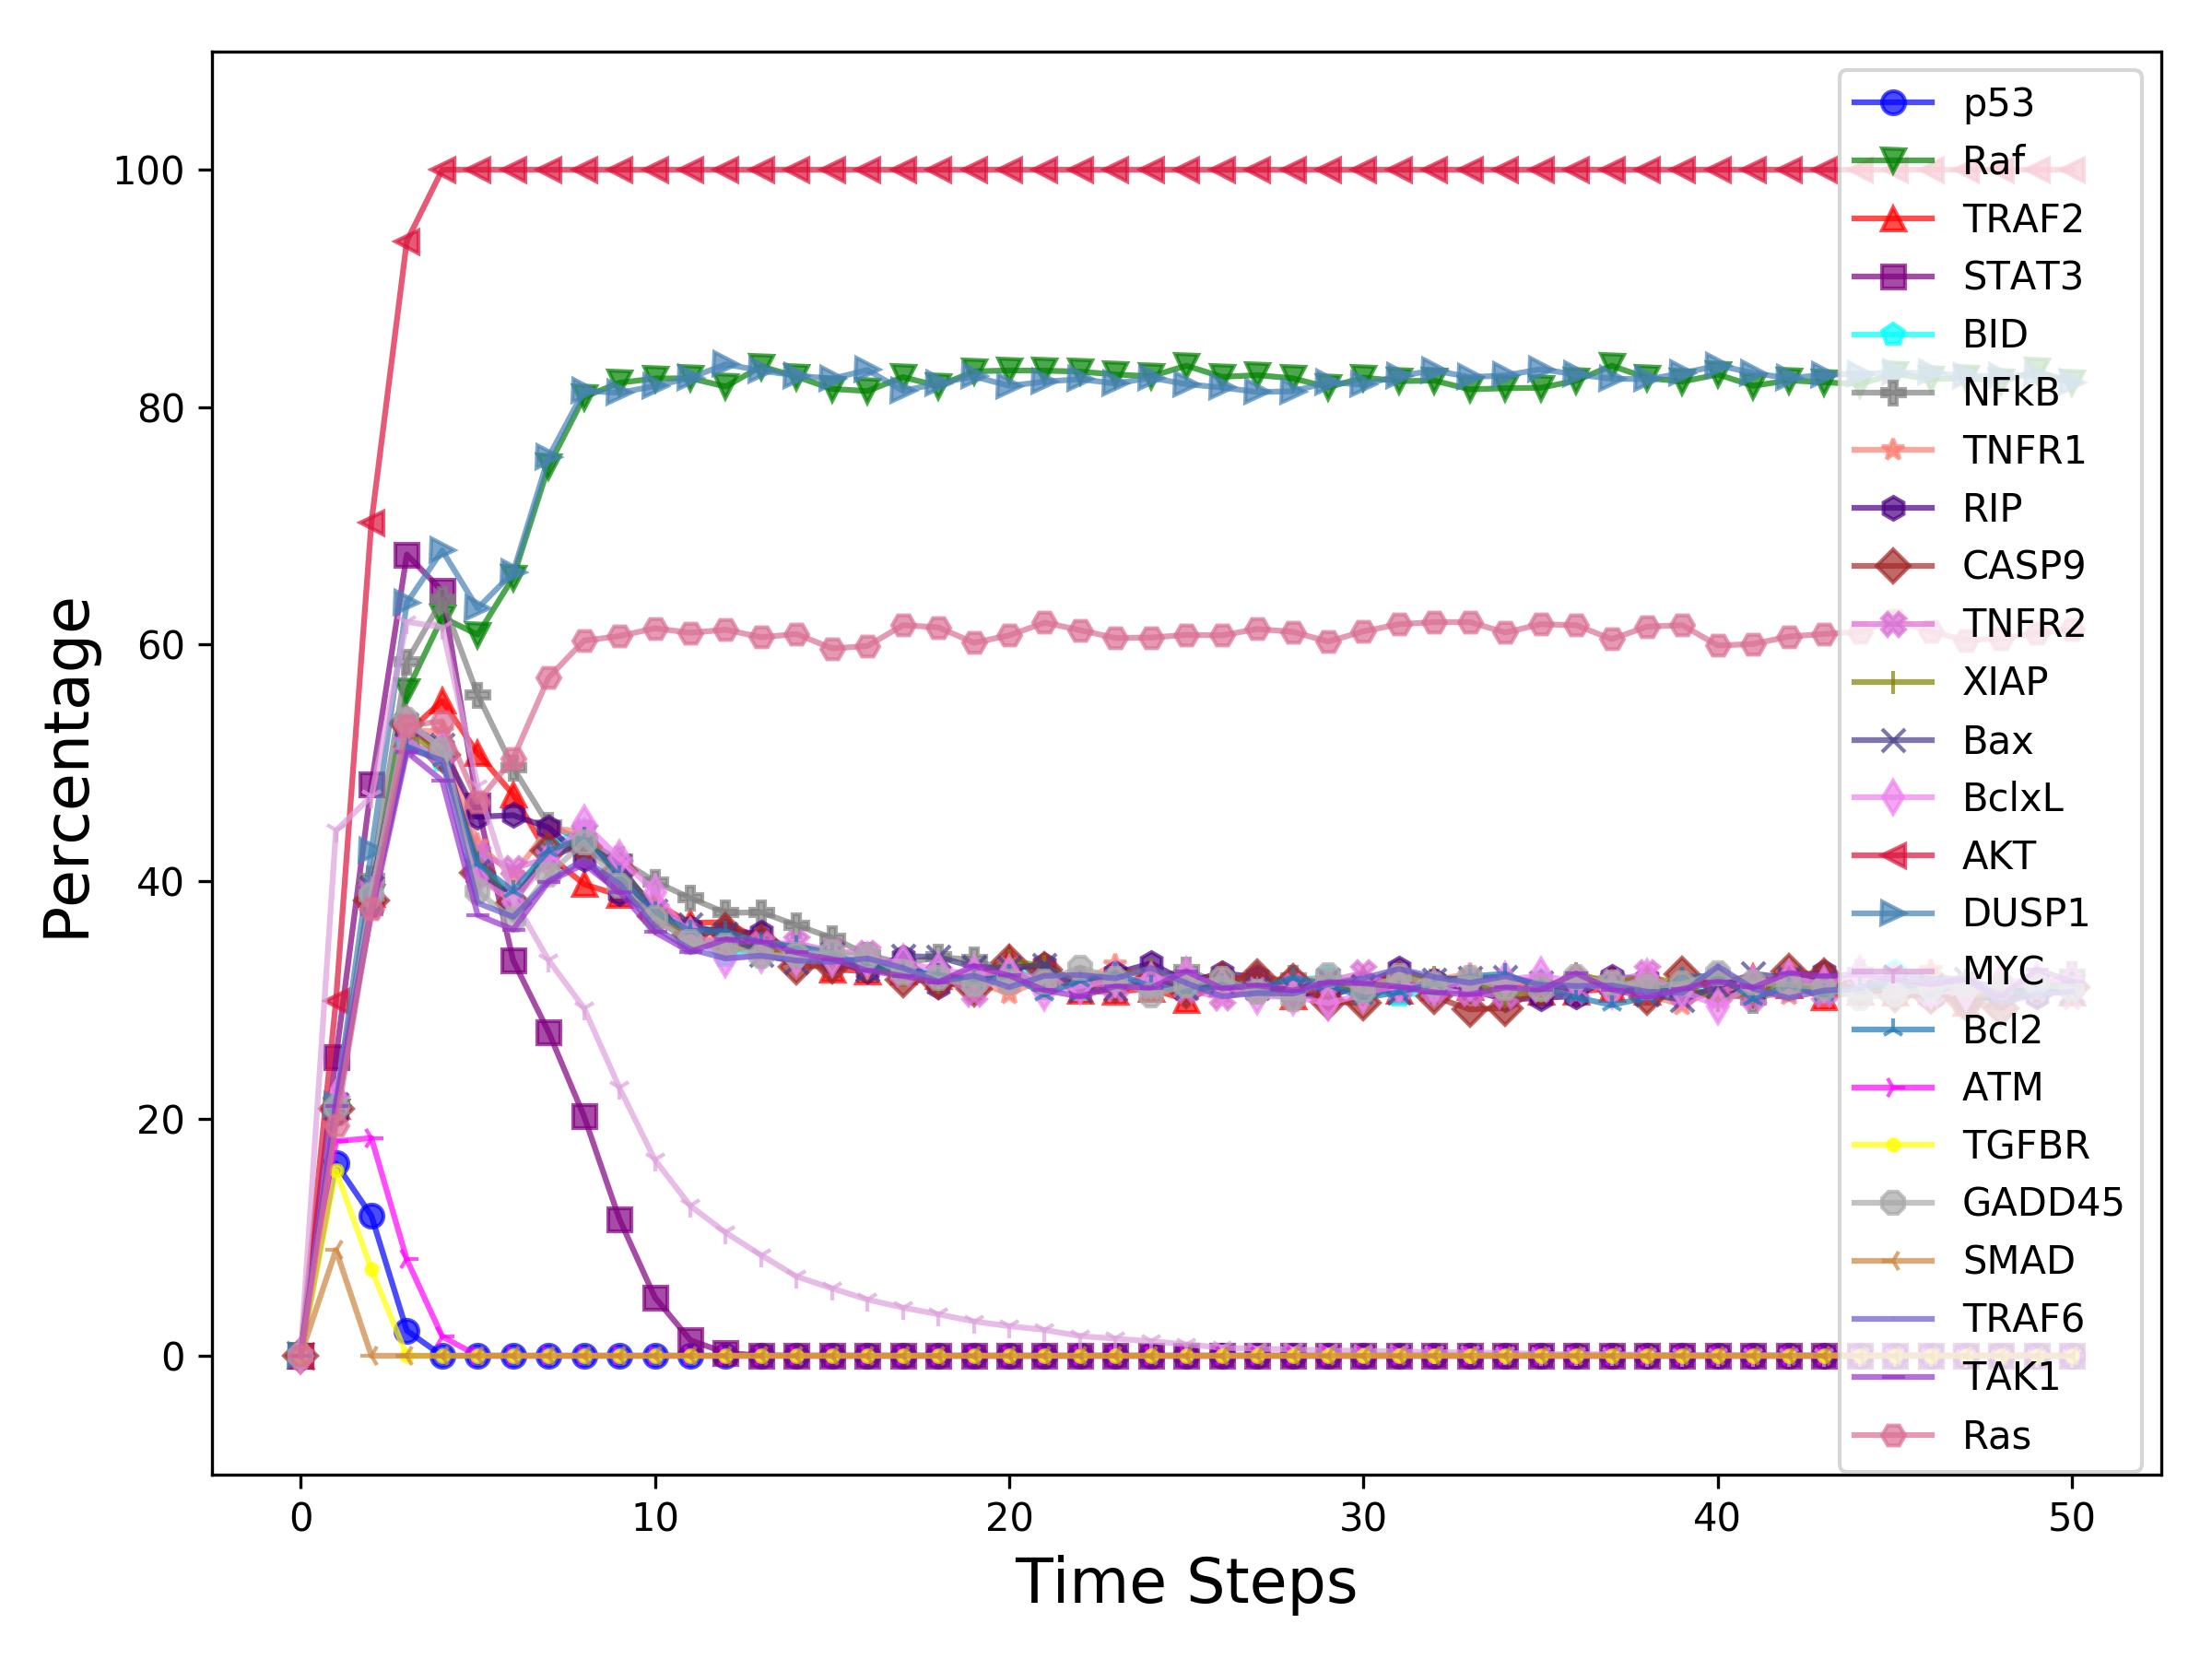 Percentage
100
80
60
40
20
0
0 10 20 30 40 50
Time Steps
p53
Raf
TRAF2
STAT3
BID
NFkB
TNFR1
RIP
CASP9
TNFR2
XIAP
Bax
BclxL
AKT
DUSP1
MYC
Bcl2
ATM
TGFBR
GADD45
SMAD
TRAF6
TAK1
Ras